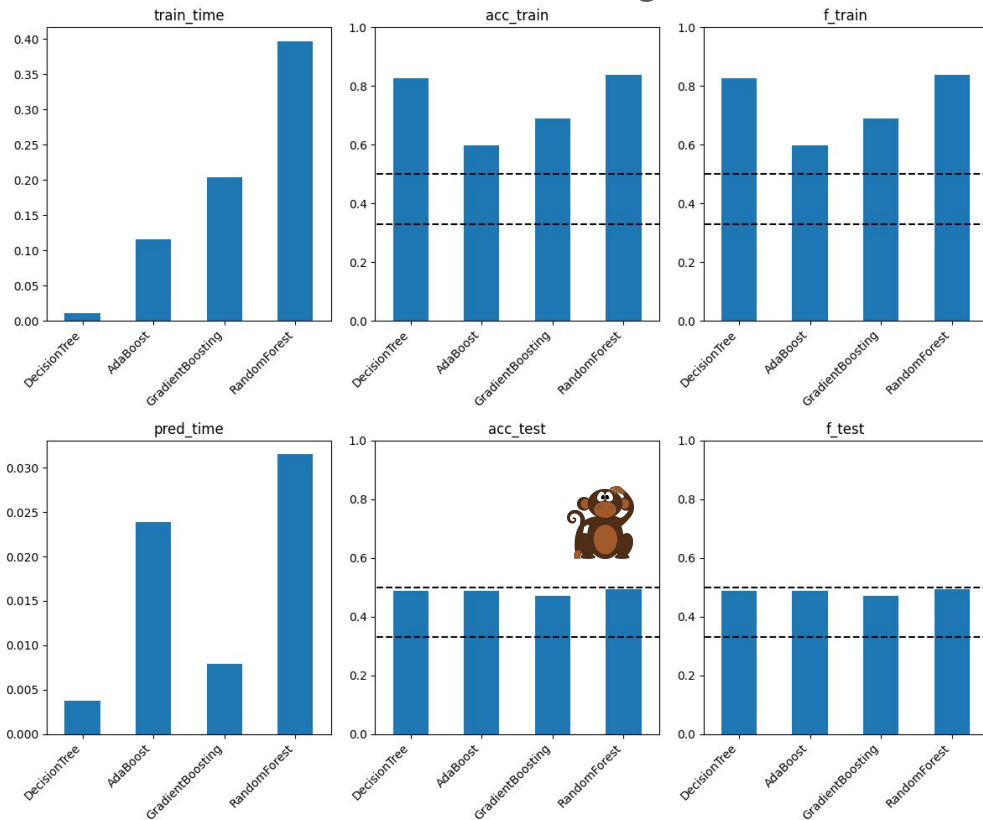 train_time
0.40
0.35
0.30
0.25
0.20
0.15
0.10
0.05
0.00
DecisionTree
AdaBoost
GradientBoosting
RandomForest
acc_train
1.0
0.8
0.6
0.4
0.2
0.0
DecisionTree
AdaBoost
GradientBoosting
RandomForest
f_train
1.0
0.8
0.6
0.4
0.2
0.0
DecisionTree
AdaBoost
GradientBoosting
RandomForest
pred_time
0.030
0.025
0.020
0.015
0.010
0.005
0.000
DecisionTree
AdaBoost
GradientBoosting
RandomForest
acc_test
1.0
0.8
0.6
0.4
0.2
0.0
DecisionTree
AdaBoost
GradientBoosting
RandomForest
f_test
1.0
0.8
0.6
0.4
0.2
0.0
DecisionTree
AdaBoost
GradientBoosting
RandomForest